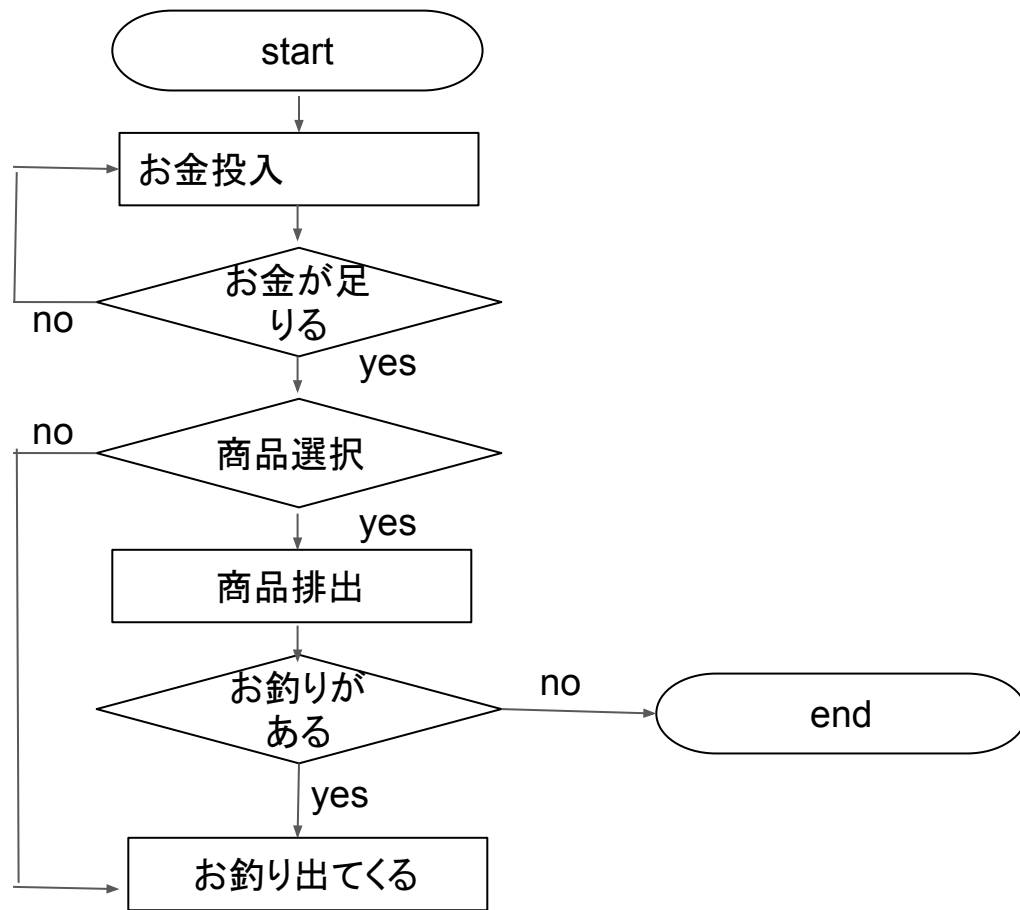 start
お金投入
お金が足
りる
no
yes
no
商品選択
yes
商品排出
お釣りが
ある
no
end
yes
お釣り出てくる